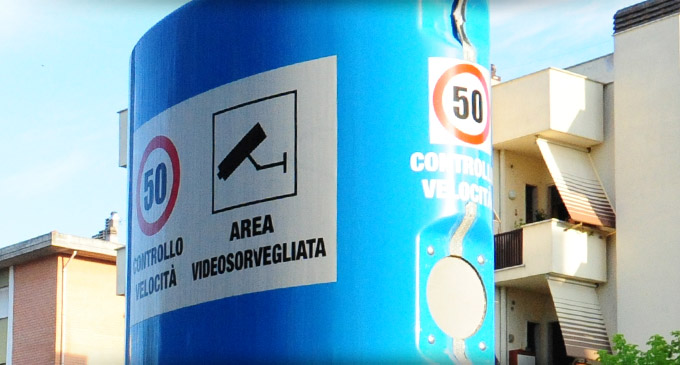 50
CONTROLLO
VELOCITÀ
AREA
VIDEOSORVEGLIATA
50
CONTROLLO
VELOCITÀ